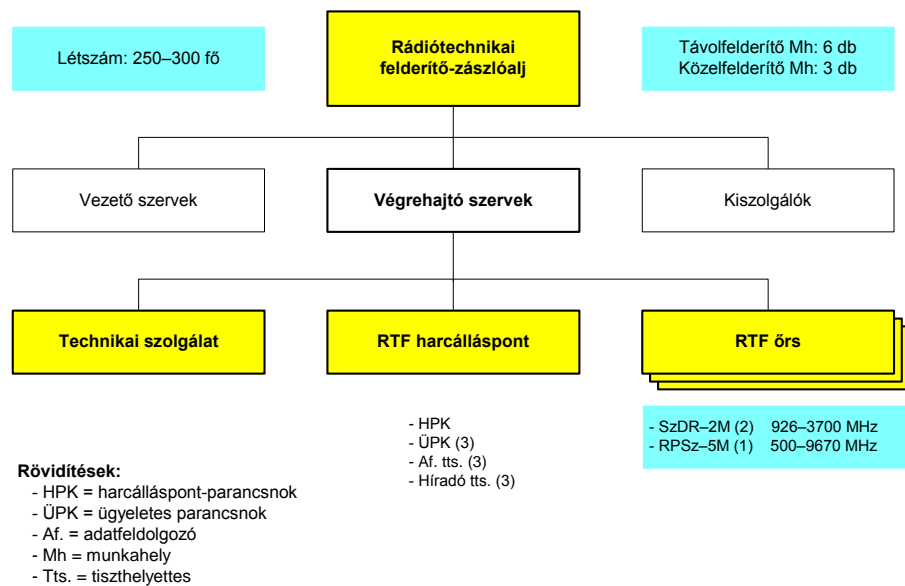 Létszám: 250–300 fő
Rádiótechnikai
felderítő-zászlóalj
Távolfelderítő Mh: 6 db
Közelfelderítő Mh: 3 db
Vezető szervek
Végrehajtó szervek
Kiszolgálók
Technikai szolgálat
RTF harcálláspont
RTF őrs
- HPK
- ÜPK (3)
- Af. tts. (3)
- Híradó tts. (3)
- SzDR–2M (2) 926–3700 MHz
- RPSz–5M (1) 500–9670 MHz
Rövidítések:
- HPK = harcálláspont-parancsnok
- ÜPK = ügyeletes parancsnok
- Af. = adatfeldolgozó
- Mh = munkahely
- Tts. = tiszthelyettes